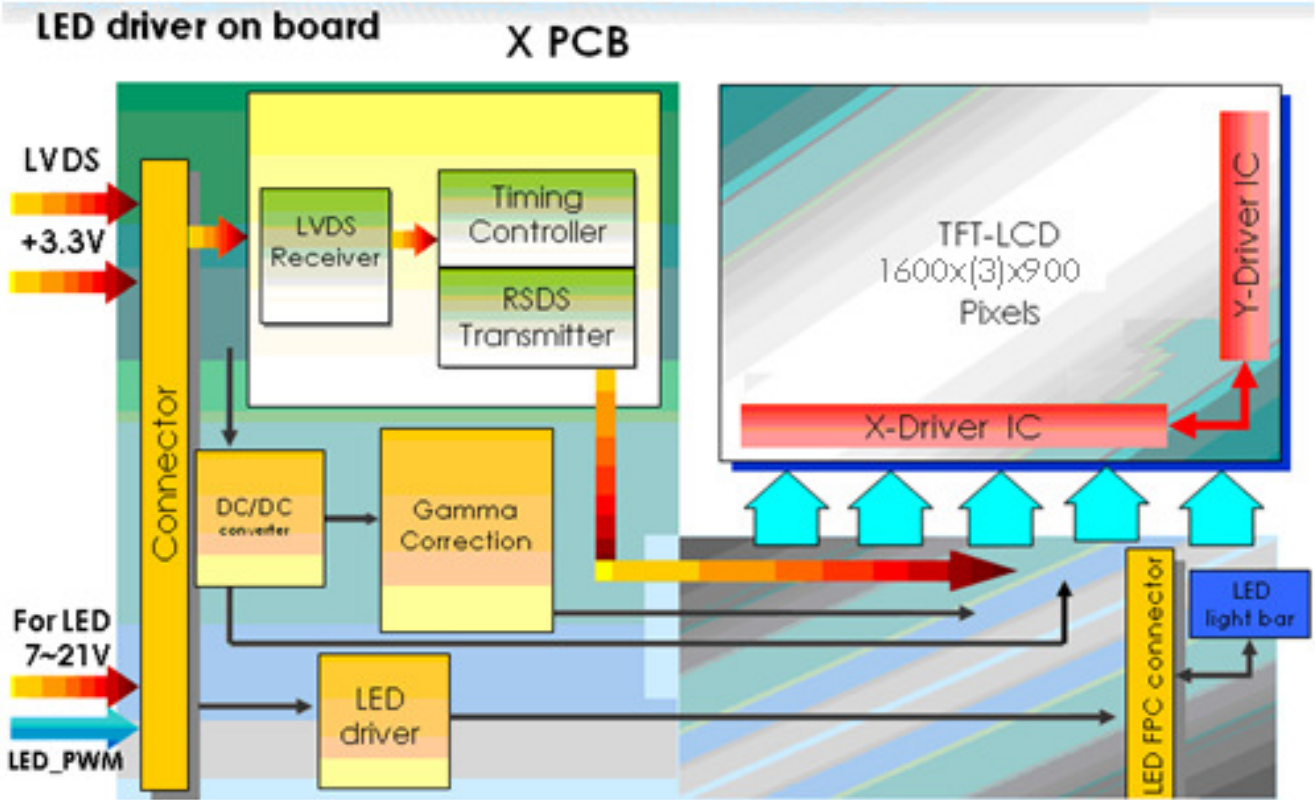 LED driver on board
X PCB
LVDS
+3.3V
Connector
LVDS
Receiver
Timing
Controller
RSDS
Transmitter
TFT-LCD
1600x(3)x900
Pixels
Y-Driver IC
X-Driver IC
DC/DC
converter
Gamma
Correction
For LED
7~21V
LED_PWM
LED
driver
LED FPC connector
LED
light bar